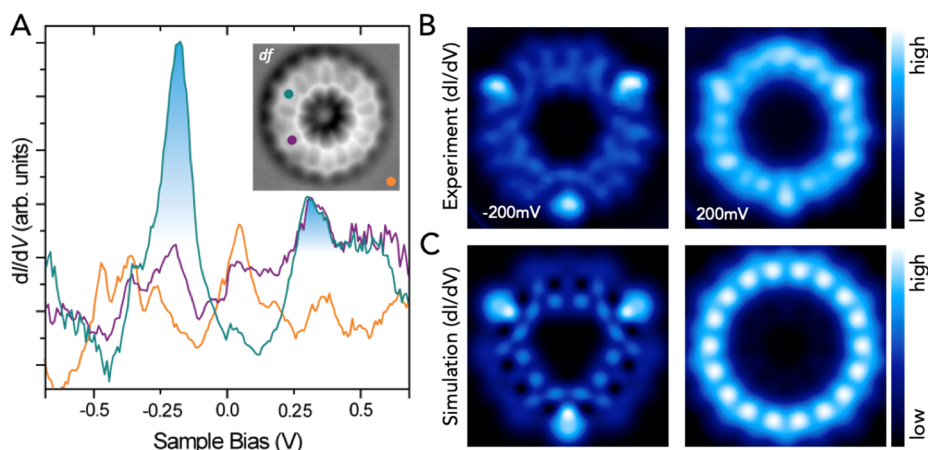 A
dI/dV (arb. units)
df
-0.5
-0.25
0.0
0.25
0.5
Sample Bias (V)
B
Experiment (dI/dV)
-200mV
200mV
high
low
C
Simulation (dI/dV)
high
low